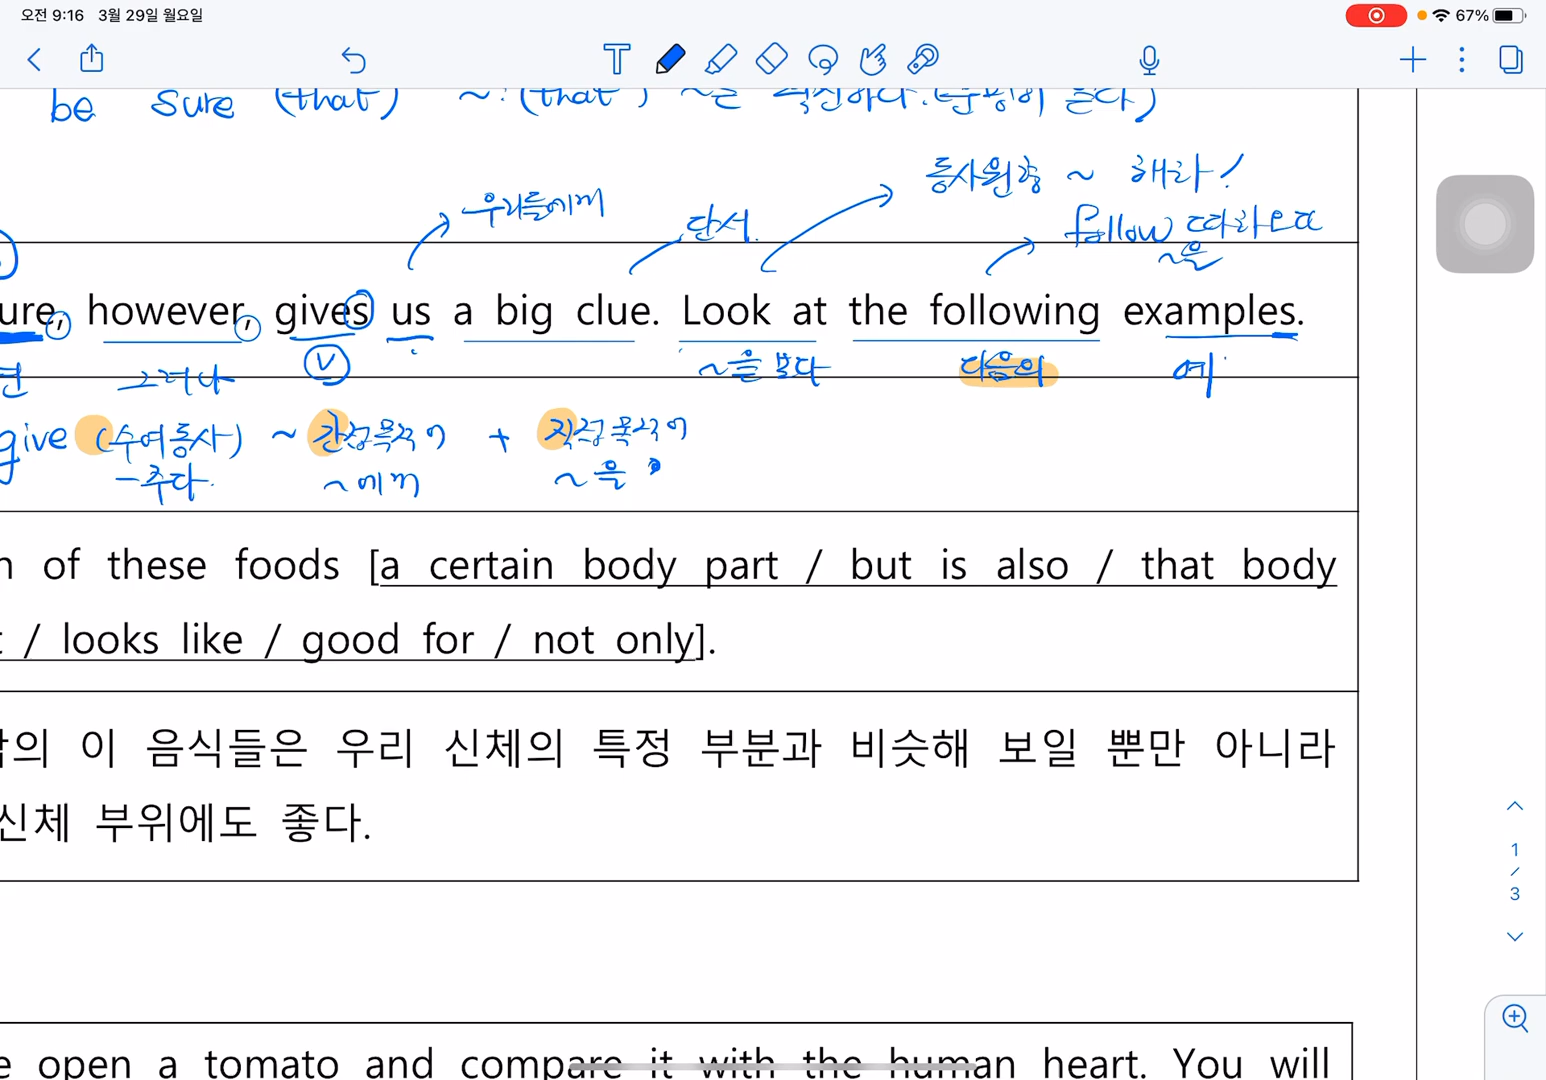 오전 9:16 3월 29일 월요일
67%
be sure (that) ~. (that ) ~을 확신하다.(분명히 ~다)
동사원형 ~ 해라!
우리들에게
단서.
follow 따라오다
~을
ure, however, gives us a big clue. Look at the following examples.
V
~을 보다
다음의
예
그러나
give (수여동사) ~ 간접목적어 + 직접목적어
-주다. ~에게 ~을
of these foods [a certain body part / but is also / that body
/ looks like / good for / not only].
의 이 음식들은 우리 신체의 특정 부분과 비슷해 보일 뿐만 아니라
신체 부위에도 좋다.
1
/
3
e open a tomato and compare it with the human heart. You will